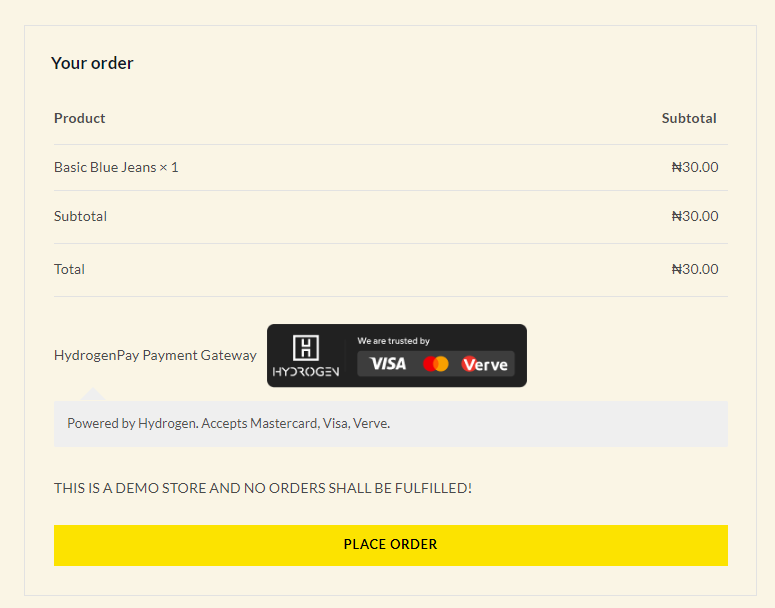 Your order
Product Subtotal
Basic Blue Jeans × 1 ₦30.00
Subtotal ₦30.00
Total ₦30.00
HydrogenPay Payment Gateway
HYDROGEN
We are trusted by
VISA Verve
Powered by Hydrogen. Accepts Mastercard, Visa, Verve.
THIS IS A DEMO STORE AND NO ORDERS SHALL BE FULFILLED!
PLACE ORDER